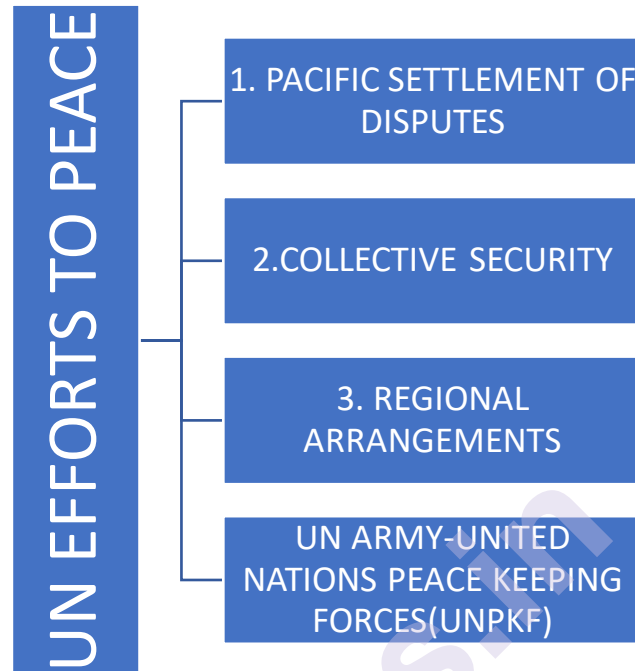 UN EFFORTS TO PEACE
1. PACIFIC SETTLEMENT OF
DISPUTES
2.COLLECTIVE SECURITY
3. REGIONAL
ARRANGEMENTS
UN ARMY-UNITED
NATIONS PEACE KEEPING
FORCES(UNPKF)
s.in